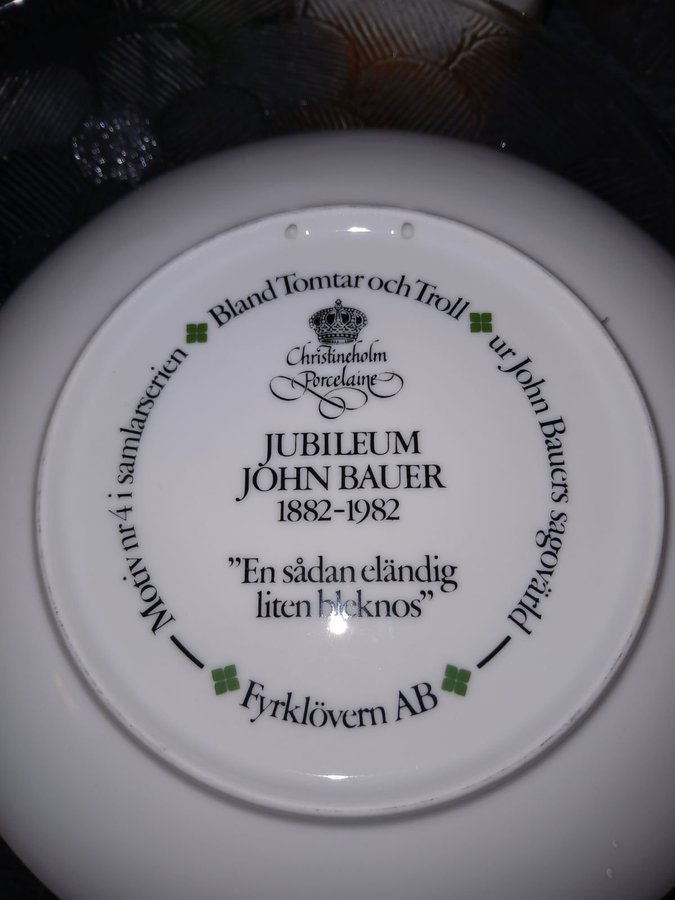 Motiv nr 4 i samlarserien
Bland Tomtar och Troll
ur John Bauers sagovärld
Christineholm
Porcelaine
JUBILEUM
JOHN BAUER
1882-1982
"En sådan eländig
liten bleknos"
Fyrklövern AB